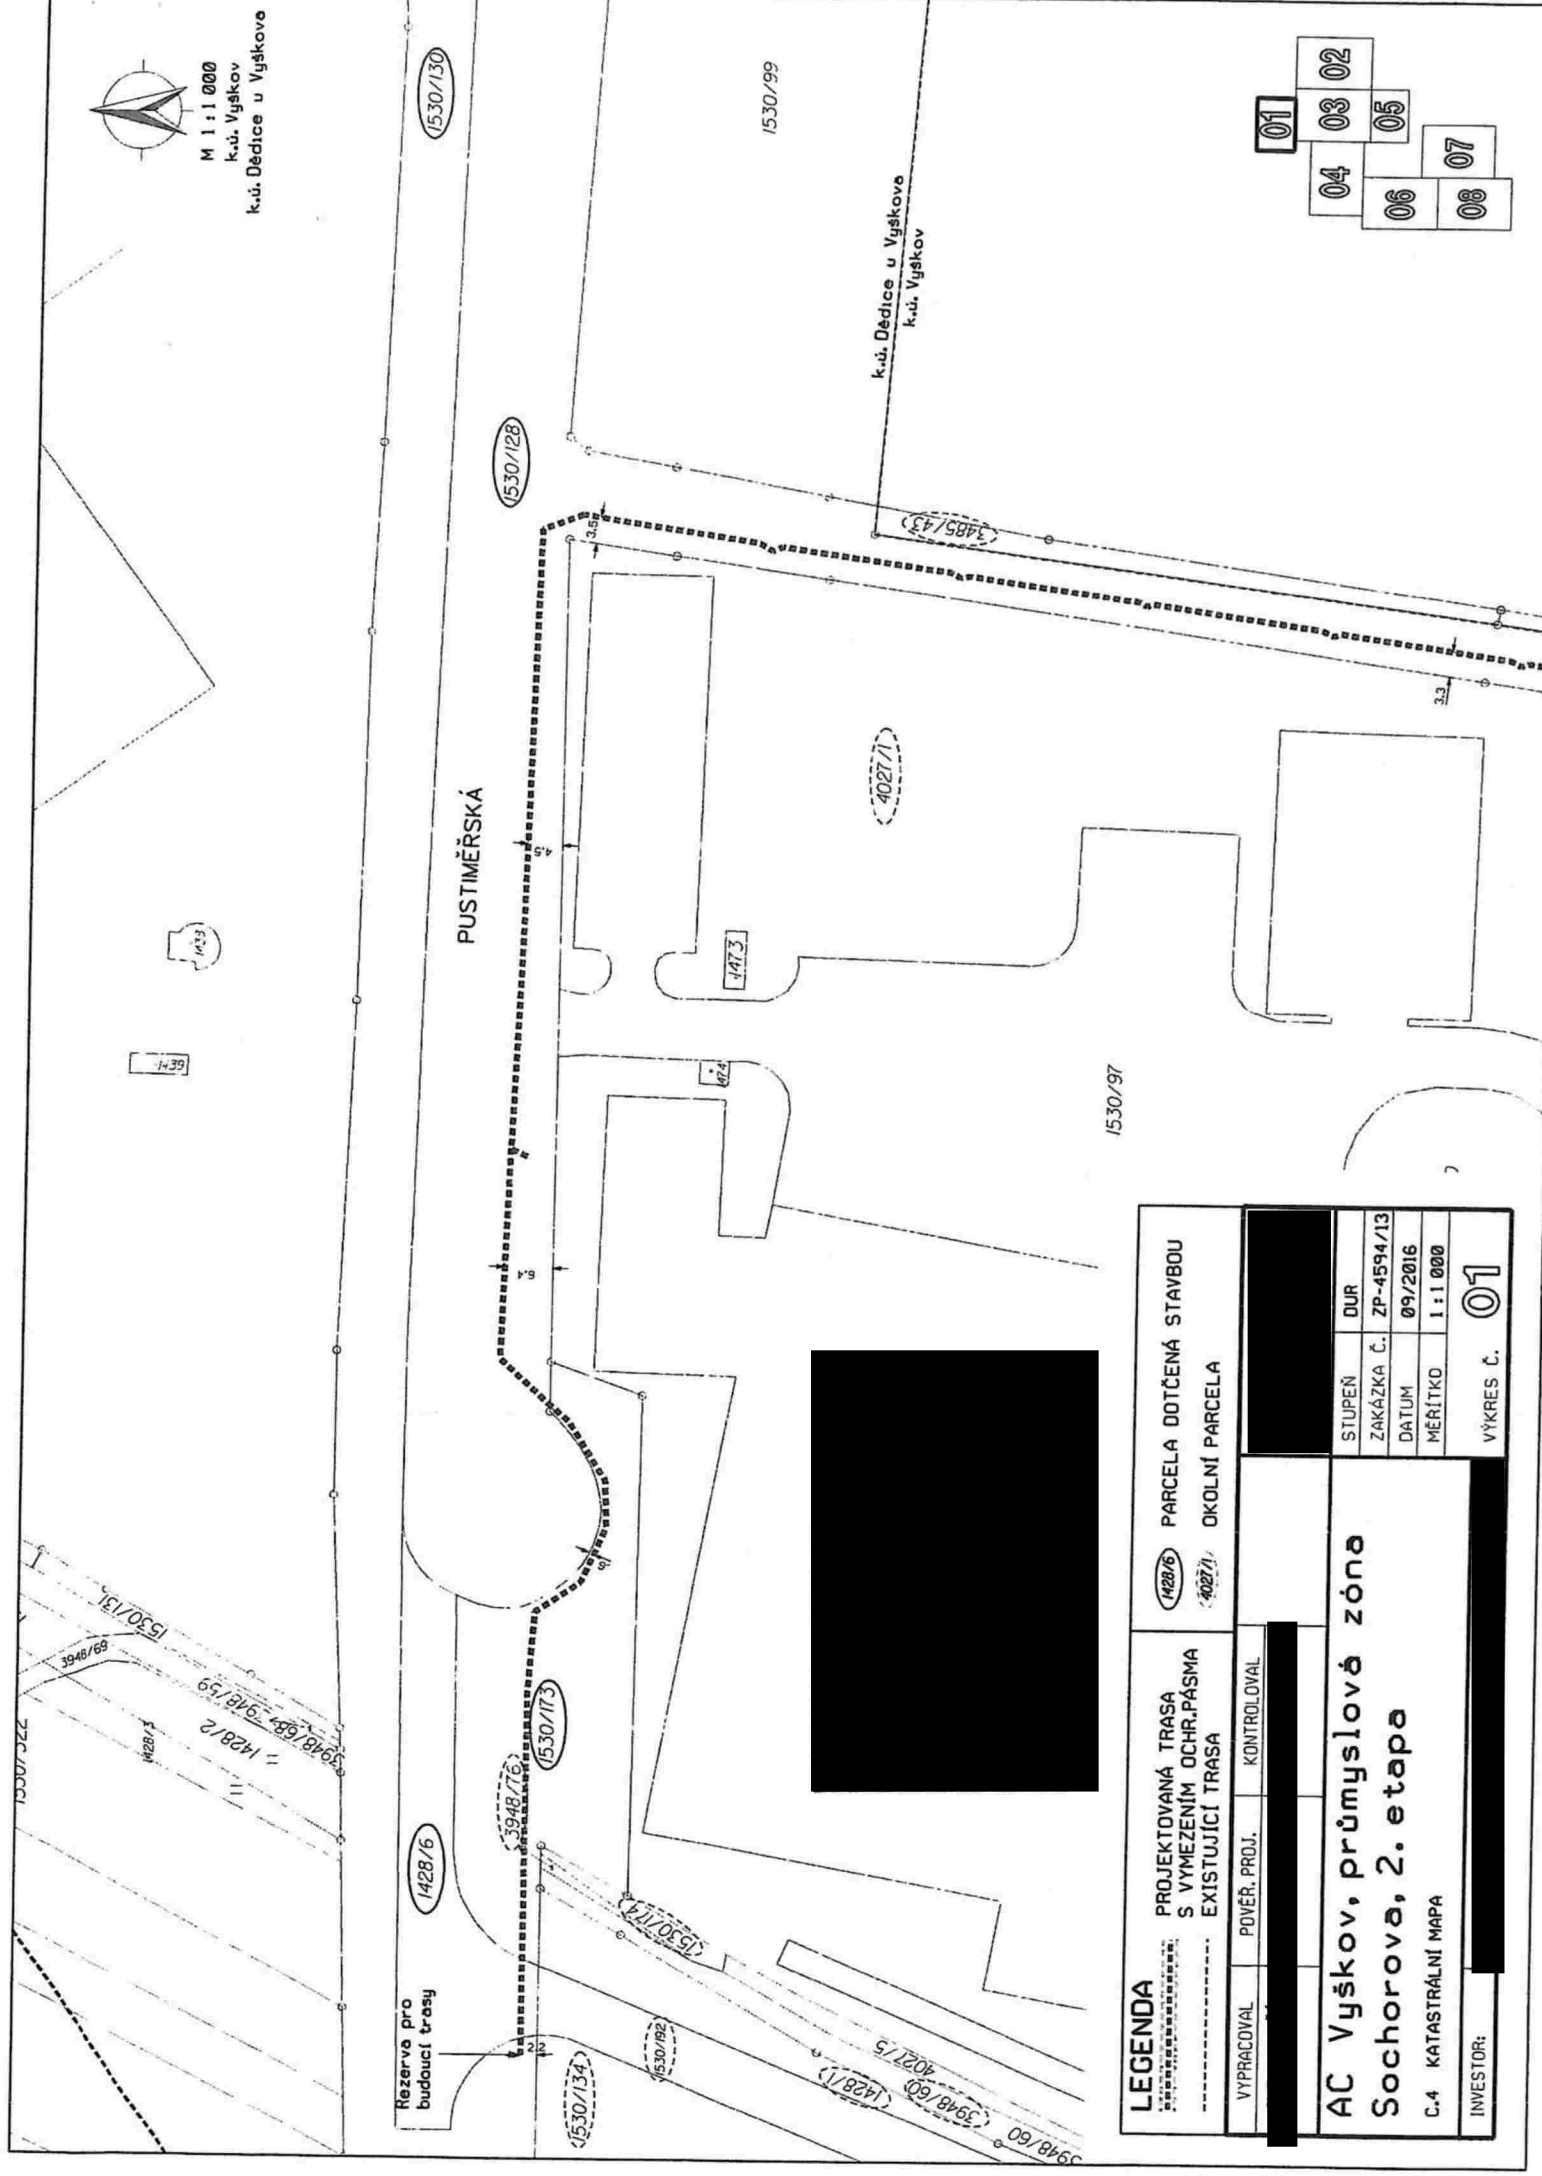 M 1:1 000
k.ú. Vyškov
k.ú. Dědice u Vyškova
1530/130
1530/99
1530/128
k.ú. Dědice u Vyškova
k.ú. Vyškov
3485/43
3.5
3.3
PUSTIMĚŘSKÁ
4027/1
4.5
1433
1439
1473
474
1530/97
6.4
1530/131
3948/69
3948/59
3948/68
1428/2
1428/3
1530/173
3948/76
1428/6
Rezerva pro
budoucí trasy
2.2
1530/134
1530/192
1530/174
1428/1
4027/5
3948/60
3948/60
01
02
03
04
05
06
07
08
LEGENDA
PROJEKTOVANÁ TRASA
S VYMEZENÍM OCHR.PÁSMA
EXISTUJÍCÍ TRASA
1428/6 PARCELA DOTČENÁ STAVBOU
4027/1 OKOLNÍ PARCELA
VYPRACOVAL
POVĚR. PROJ.
KONTROLOVAL
AC Vyškov, průmyslová zóna
Sochorova, 2. etapa
C.4 KATASTRÁLNÍ MAPA
INVESTOR:
STUPEŇ DUR
ZAKÁZKA Č. ZP-4594/13
DATUM 09/2016
MĚŘÍTKO 1:1 000
VÝKRES Č. 01